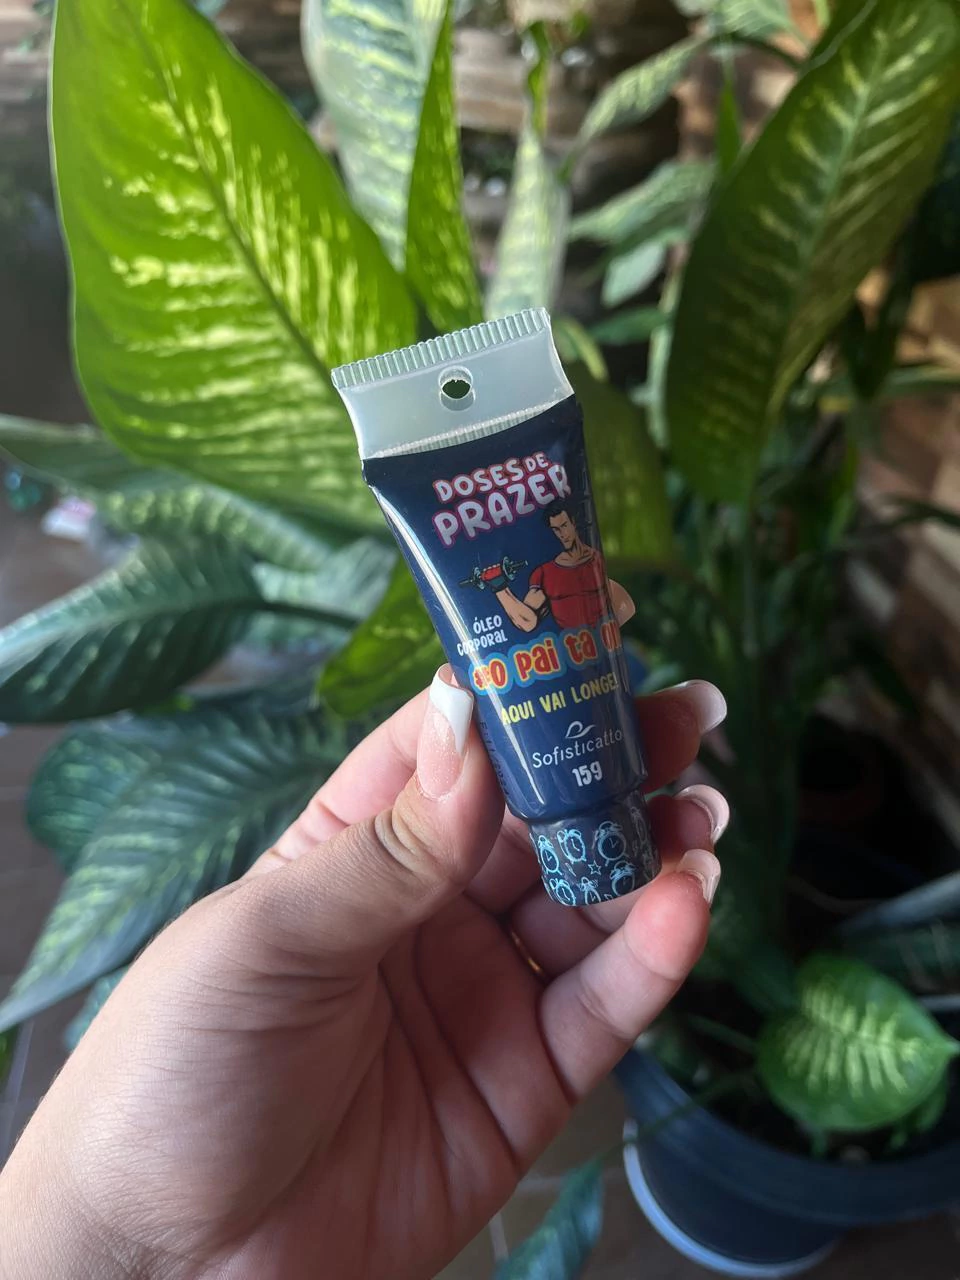 DOSES DE
PRAZER
ÓLEO
CORPORAL
#O pai ta
AQUI VAI LONGE!
Sofisticatto
15g